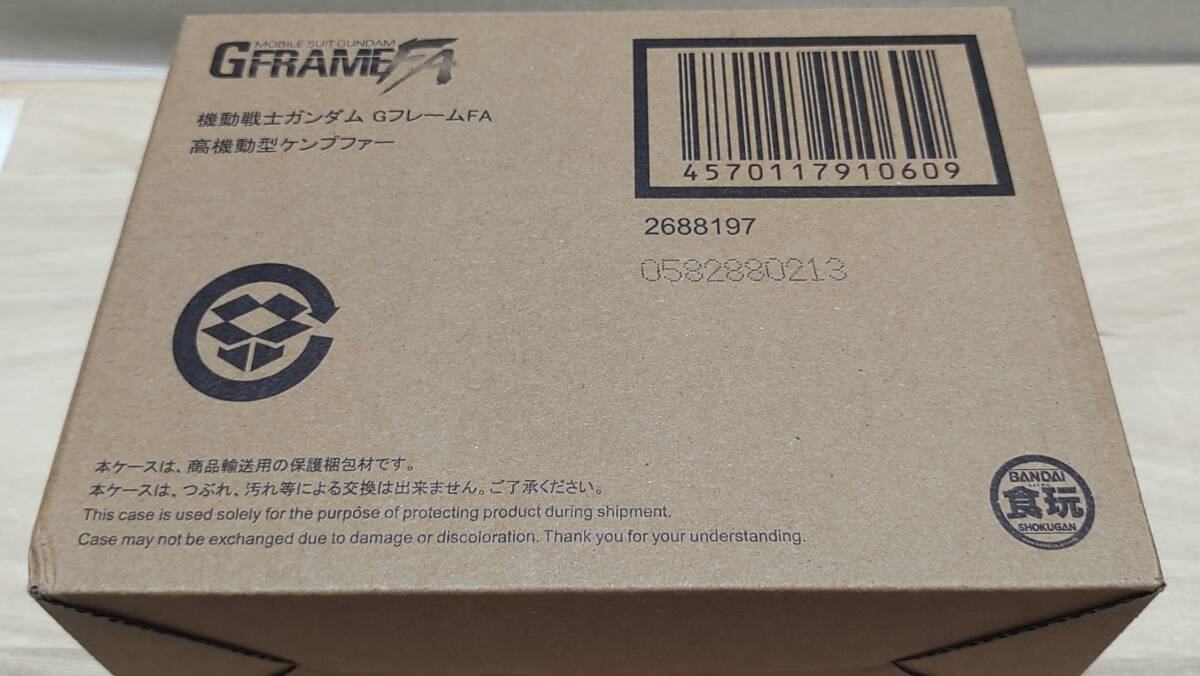 MOBILE SUIT GUNDAM
GFRAMEFA
機動戦士ガンダム GフレームFA
高機動型ケンプファー
4570117910609
2688197
0582880213
本ケースは、商品輸送用の保護梱包材です。
本ケースは、つぶれ、汚れ等による交換は出来ません。ご了承ください。
This case is used solely for the purpose of protecting product during shipment.
Case may not be exchanged due to damage or discoloration. Thank you for your understanding.
BANDAI
食玩
SHOKUGAN